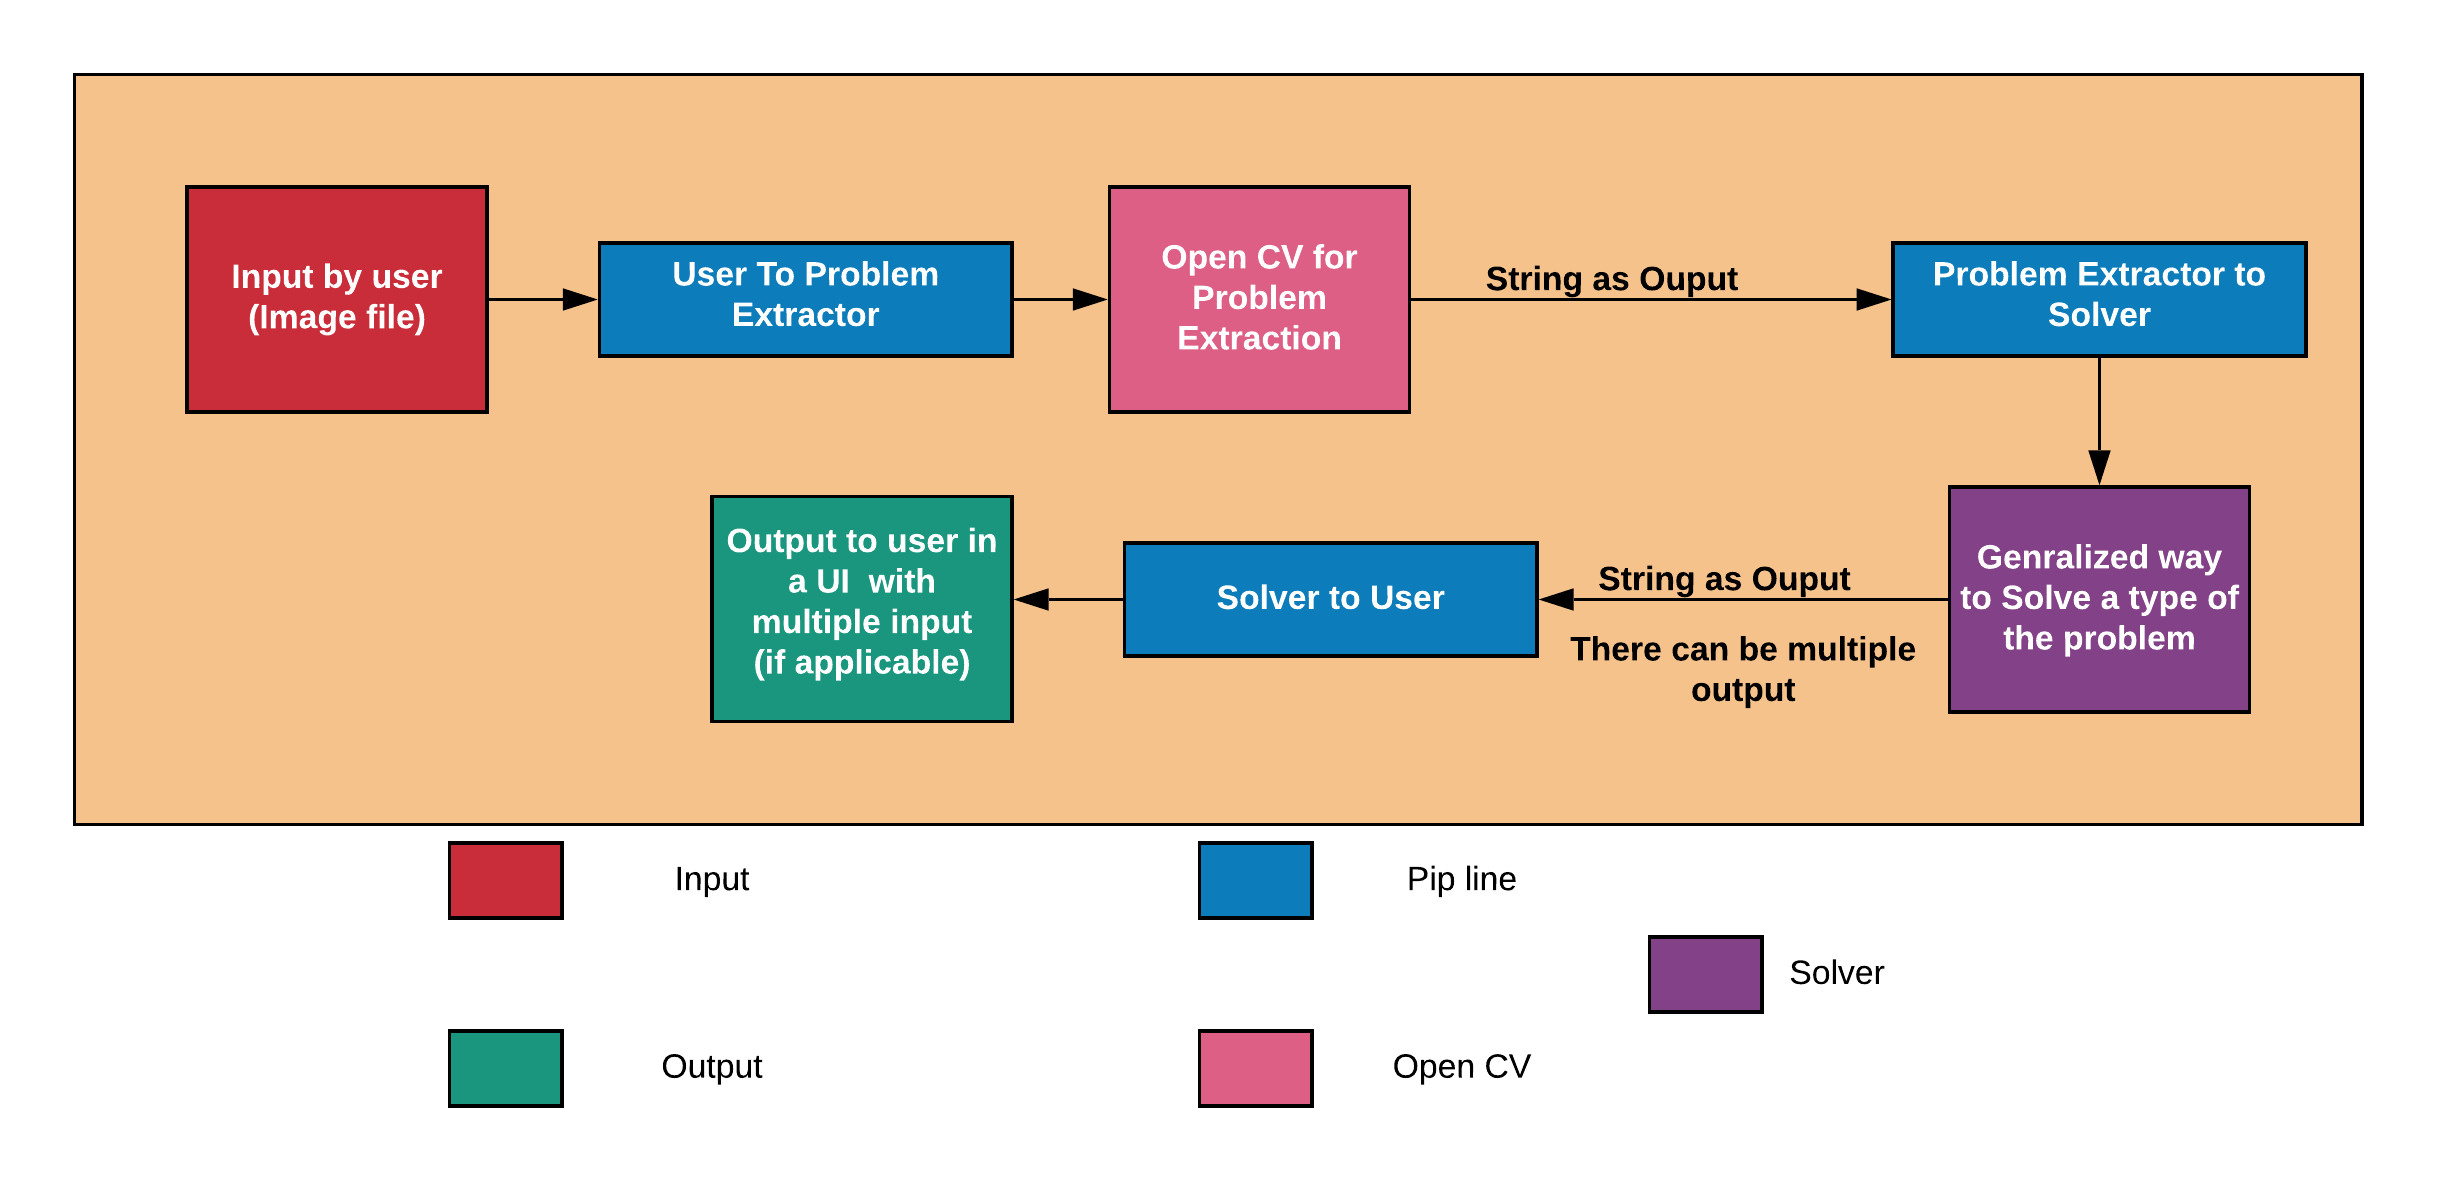 Input by user
(Image file)
User To Problem
Extractor
Open CV for
Problem
Extraction
String as Ouput
Problem Extractor to
Solver
Output to user in
a UI  with
multiple input
(if applicable)
Solver to User
String as Ouput
There can be multiple
output
Genralized way
to Solve a type of
the problem
Input
Pip line
Solver
Output
Open CV